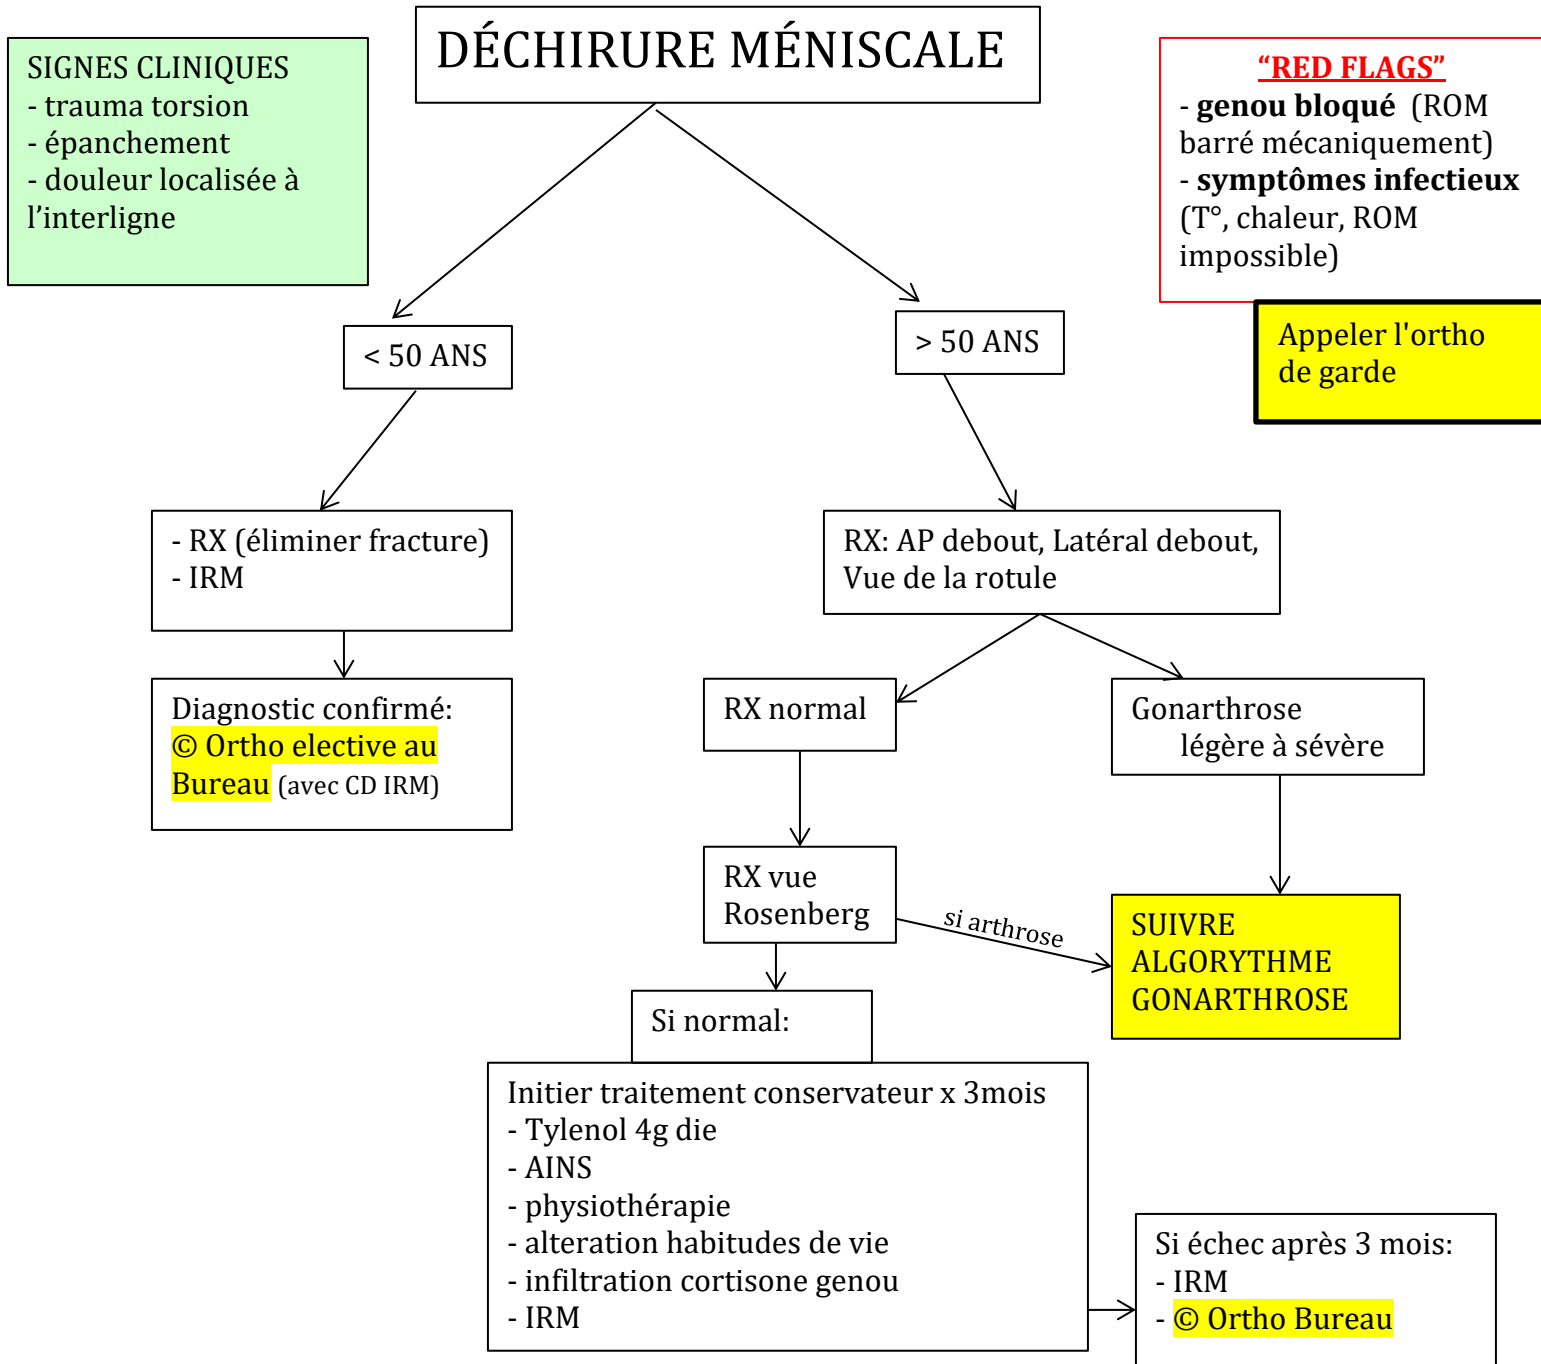 DÉCHIRURE MÉNISCALE
SIGNES CLINIQUES
- trauma torsion
- épanchement
- douleur localisée à
l’interligne
“RED FLAGS”
- genou bloqué (ROM
barré mécaniquement)
- symptômes infectieux
(T°, chaleur, ROM
impossible)
Appeler l'ortho
de garde
< 50 ANS
> 50 ANS
- RX (éliminer fracture)
- IRM
RX: AP debout, Latéral debout,
Vue de la rotule
Diagnostic confirmé:
© Ortho elective au
Bureau (avec CD IRM)
RX normal
Gonarthrose
légère à sévère
RX vue
Rosenberg
si arthrose
SUIVRE
ALGORYTHME
GONARTHROSE
Si normal:
Initier traitement conservateur x 3mois
- Tylenol 4g die
- AINS
- physiothérapie
- alteration habitudes de vie
- infiltration cortisone genou
- IRM
Si échec après 3 mois:
- IRM
- © Ortho Bureau